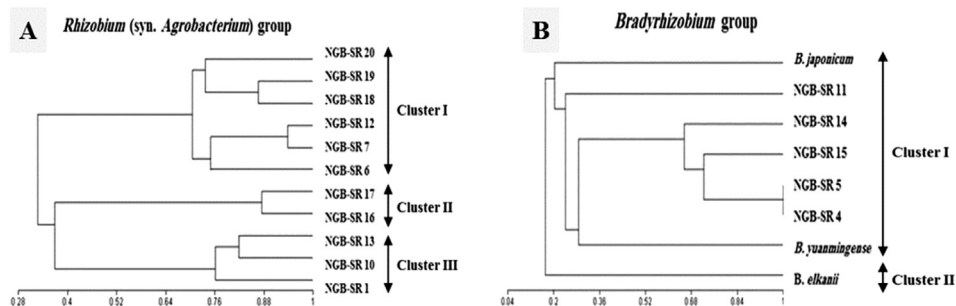 A
Rhizobium (syn. Agrobacterium) group
NGB-SR 20
NGB-SR 19
NGB-SR 18
NGB-SR 12
NGB-SR 7
NGB-SR 6
NGB-SR 17
NGB-SR 16
NGB-SR 13
NGB-SR 10
NGB-SR 1
Cluster I
Cluster II
Cluster III
0.28 0.4 0.52 0.64 0.76 0.88 1
B
Bradyrhizobium group
B. japonicum
NGB-SR 11
NGB-SR 14
NGB-SR 15
NGB-SR 5
NGB-SR 4
B. yuanmingense
B. elkanii
Cluster I
Cluster II
0.04 0.2 0.36 0.56 0.84 1